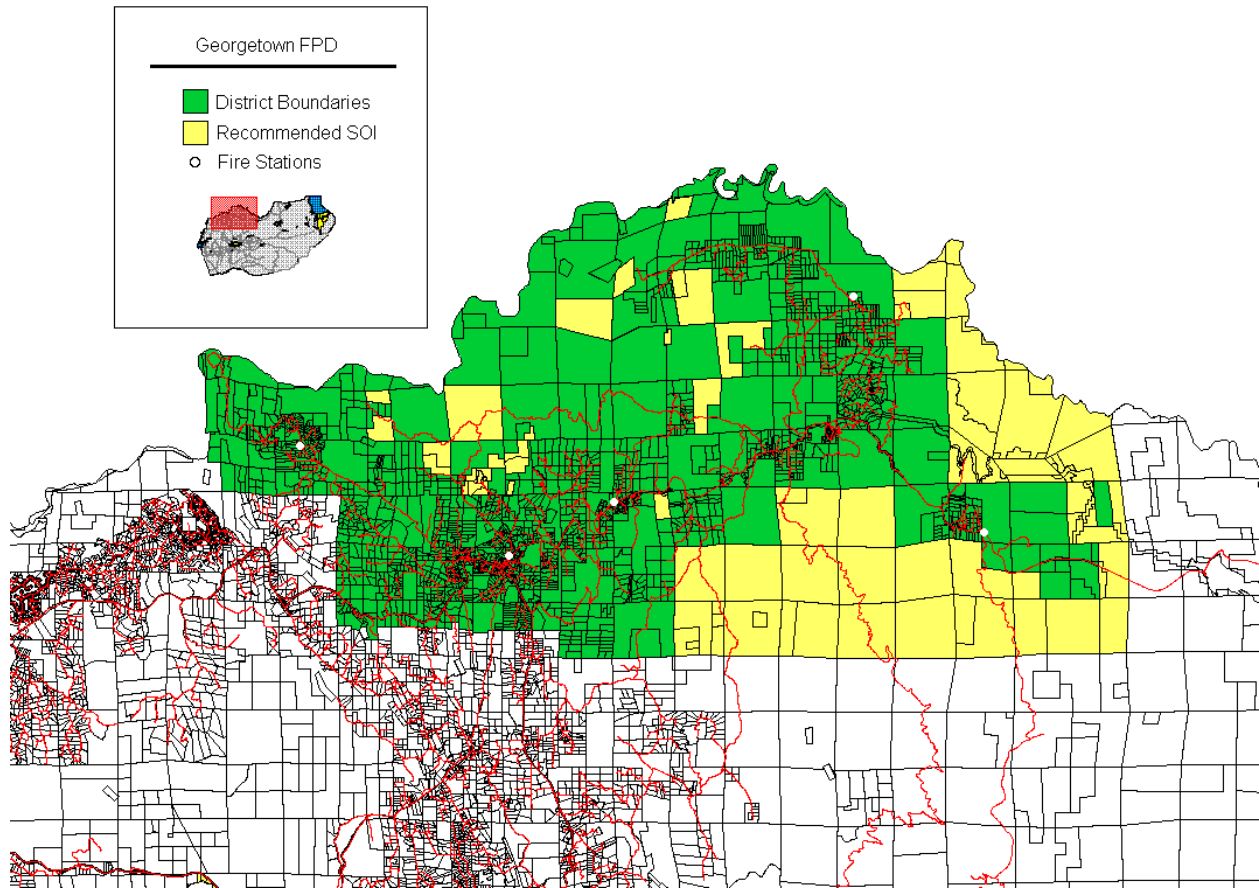 Georgetown FPD
District Boundaries
Recommended SOI
Fire Stations